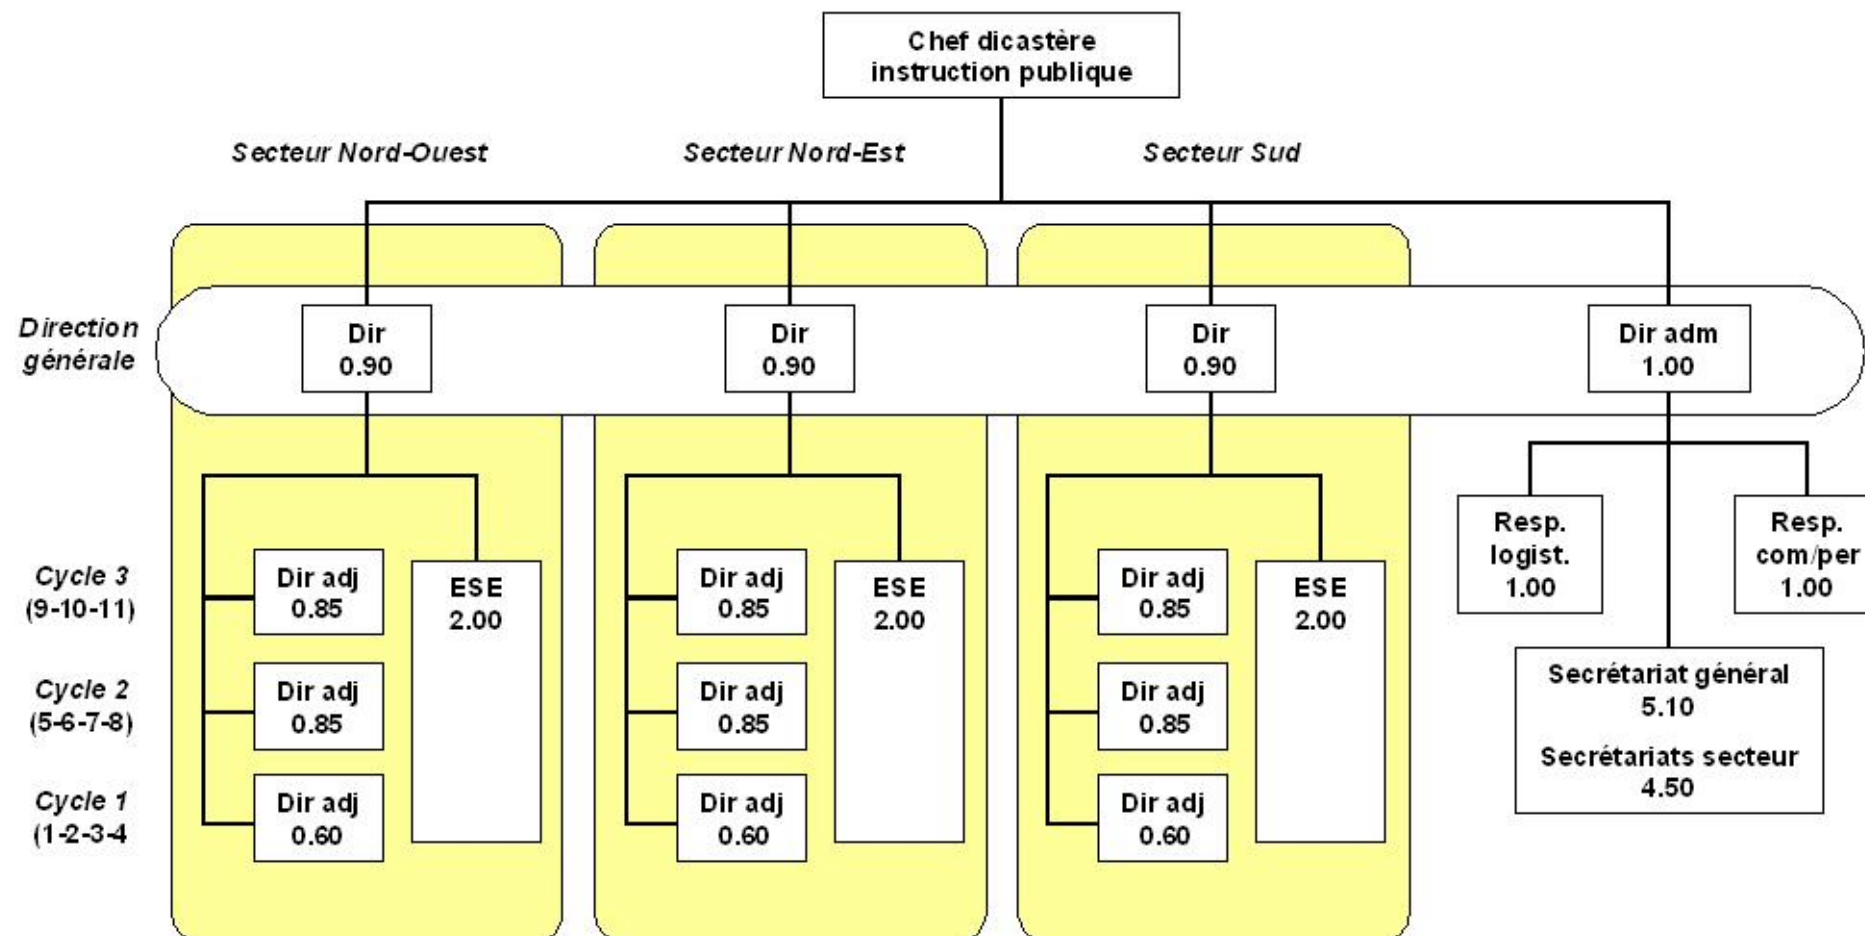 Chef dicastère
instruction publique
Secteur Nord-Ouest
Secteur Nord-Est
Secteur Sud
Direction
générale
Dir
0.90
Dir
0.90
Dir
0.90
Dir adm
1.00
Resp.
logist.
1.00
Resp.
com/per
1.00
Cycle 3
(9-10-11)
Dir adj
0.85
ESE
2.00
Dir adj
0.85
ESE
2.00
Dir adj
0.85
ESE
2.00
Cycle 2
(5-6-7-8)
Dir adj
0.85
Dir adj
0.85
Dir adj
0.85
Secrétariat général
5.10
Secrétariats secteur
4.50
Cycle 1
(1-2-3-4
Dir adj
0.60
Dir adj
0.60
Dir adj
0.60